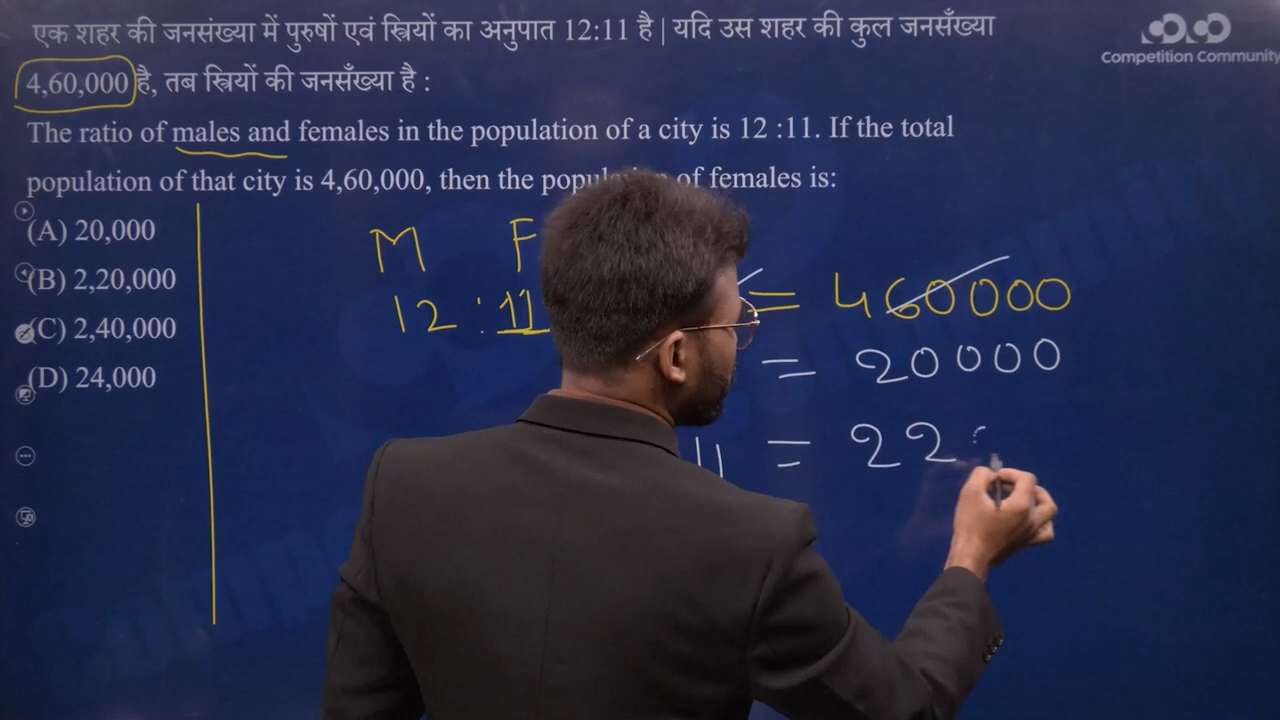 एक शहर की जनसंख्या में पुरुषों एवं स्त्रियों का अनुपात 12:11 है | यदि उस शहर की कुल जनसँख्या
4,60,000 है, तब स्त्रियों की जनसँख्या है :
The ratio of males and females in the population of a city is 12 :11. If the total
population of that city is 4,60,000, then the of females is:
(A) 20,000
(B) 2,20,000
(C) 2,40,000
(D) 24,000
Competition Community
M F
12 : 11 = 460000
= 20000
11 = 22